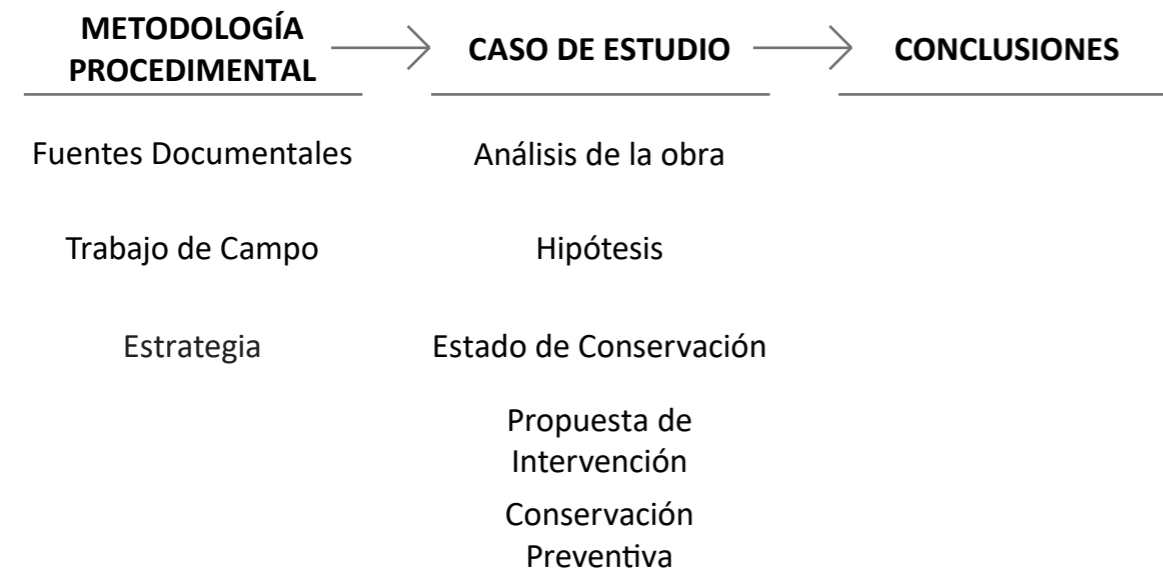 METODOLOGÍA
PROCEDIMENTAL
CASO DE ESTUDIO
CONCLUSIONES
Fuentes Documentales
Trabajo de Campo
Estrategia
Análisis de la obra
Hipótesis
Estado de Conservación
Propuesta de
Intervención
Conservación
Preventiva